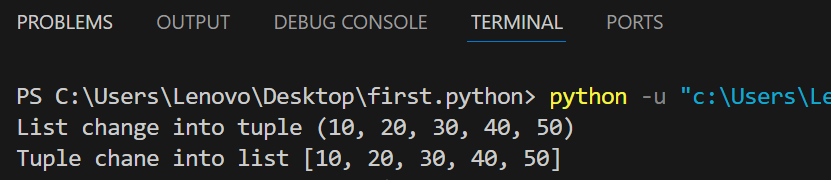 PROBLEMS OUTPUT DEBUG CONSOLE TERMINAL PORTS
PS C:\Users\Lenovo\Desktop\first.python> python -u "c:\Users\Le
List change into tuple (10, 20, 30, 40, 50)
Tuple chane into list [10, 20, 30, 40, 50]